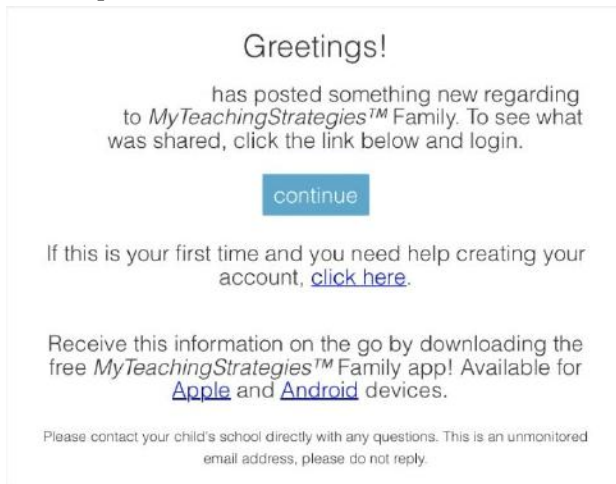 Greetings!
has posted something new regarding
to MyTeachingStrategies™ Family. To see what
was shared, click the link below and login.
continue
If this is your first time and you need help creating your
account, click here.
Receive this information on the go by downloading the
free MyTeachingStrategies™ Family app! Available for
Apple and Android devices.
Please contact your child's school directly with any questions. This is an unmonitored
email address, please do not reply.